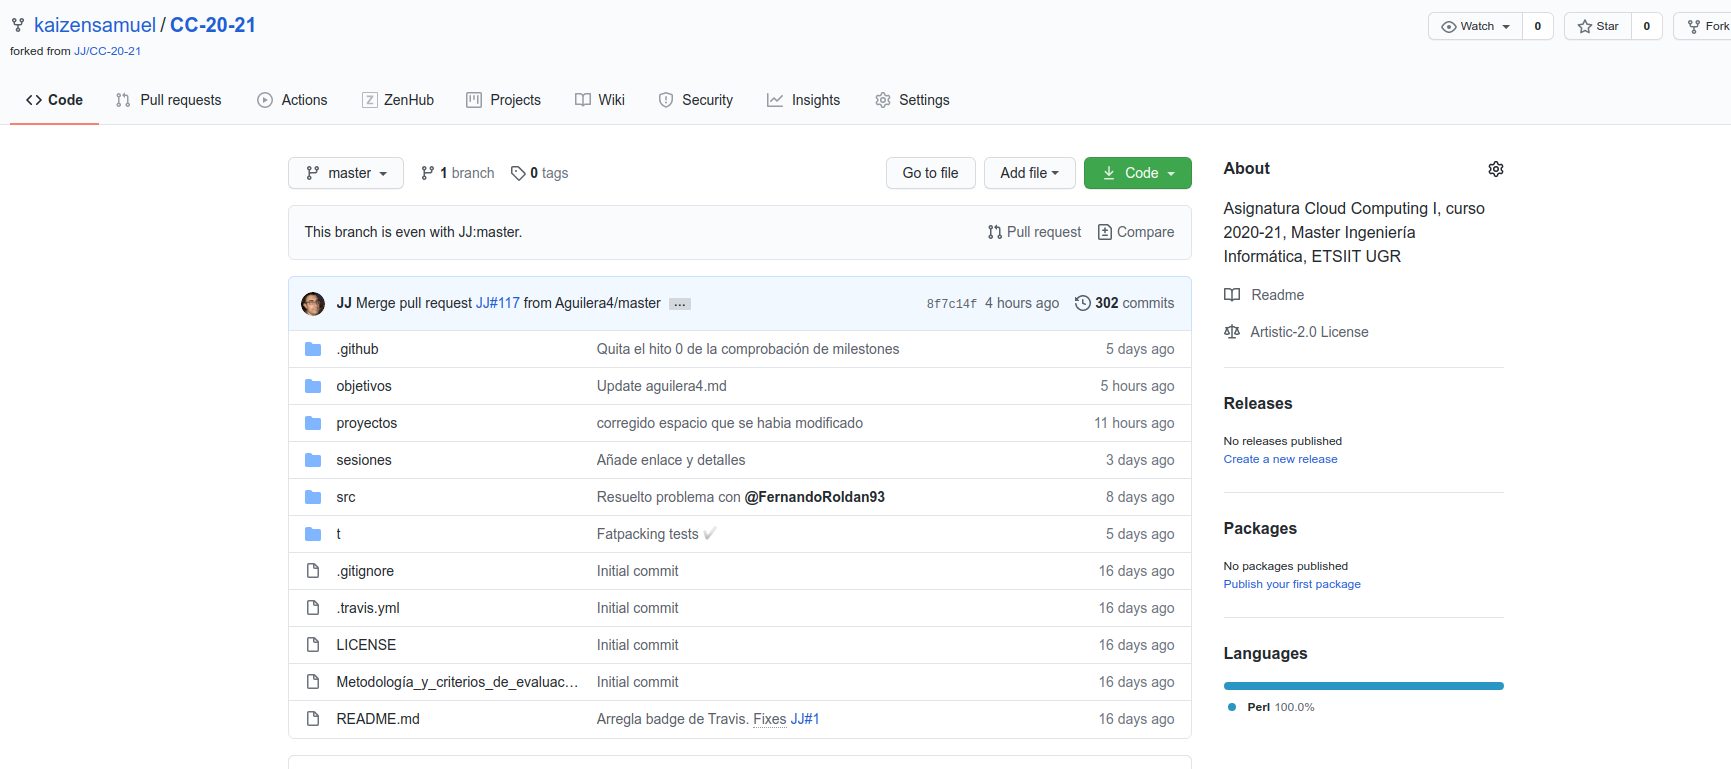 kaizensamuel / CC-20-21
Watch 0 Star 0 Fork
forked from JJ/CC-20-21
Code Pull requests Actions ZenHub Projects Wiki Security Insights Settings
master 1 branch 0 tags Go to file Add file Code
This branch is even with JJ:master. Pull request Compare
JJ Merge pull request JJ#117 from Aguilera4/master ... 8f7c14f 4 hours ago 302 commits
.github Quita el hito 0 de la comprobación de milestones 5 days ago
objetivos Update aguilera4.md 5 hours ago
proyectos corregido espacio que se habia modificado 11 hours ago
sesiones Añade enlace y detalles 3 days ago
src Resuelto problema con @FernandoRoldan93 8 days ago
t Fatpacking tests ✔ 5 days ago
.gitignore Initial commit 16 days ago
.travis.yml Initial commit 16 days ago
LICENSE Initial commit 16 days ago
Metodología_y_criterios_de_evaluac... Initial commit 16 days ago
README.md Arregla badge de Travis. Fixes JJ#1 16 days ago
About
Asignatura Cloud Computing I, curso
2020-21, Master Ingeniería
Informática, ETSIIT UGR
Readme
Artistic-2.0 License
Releases
No releases published
Create a new release
Packages
No packages published
Publish your first package
Languages
Perl 100.0%